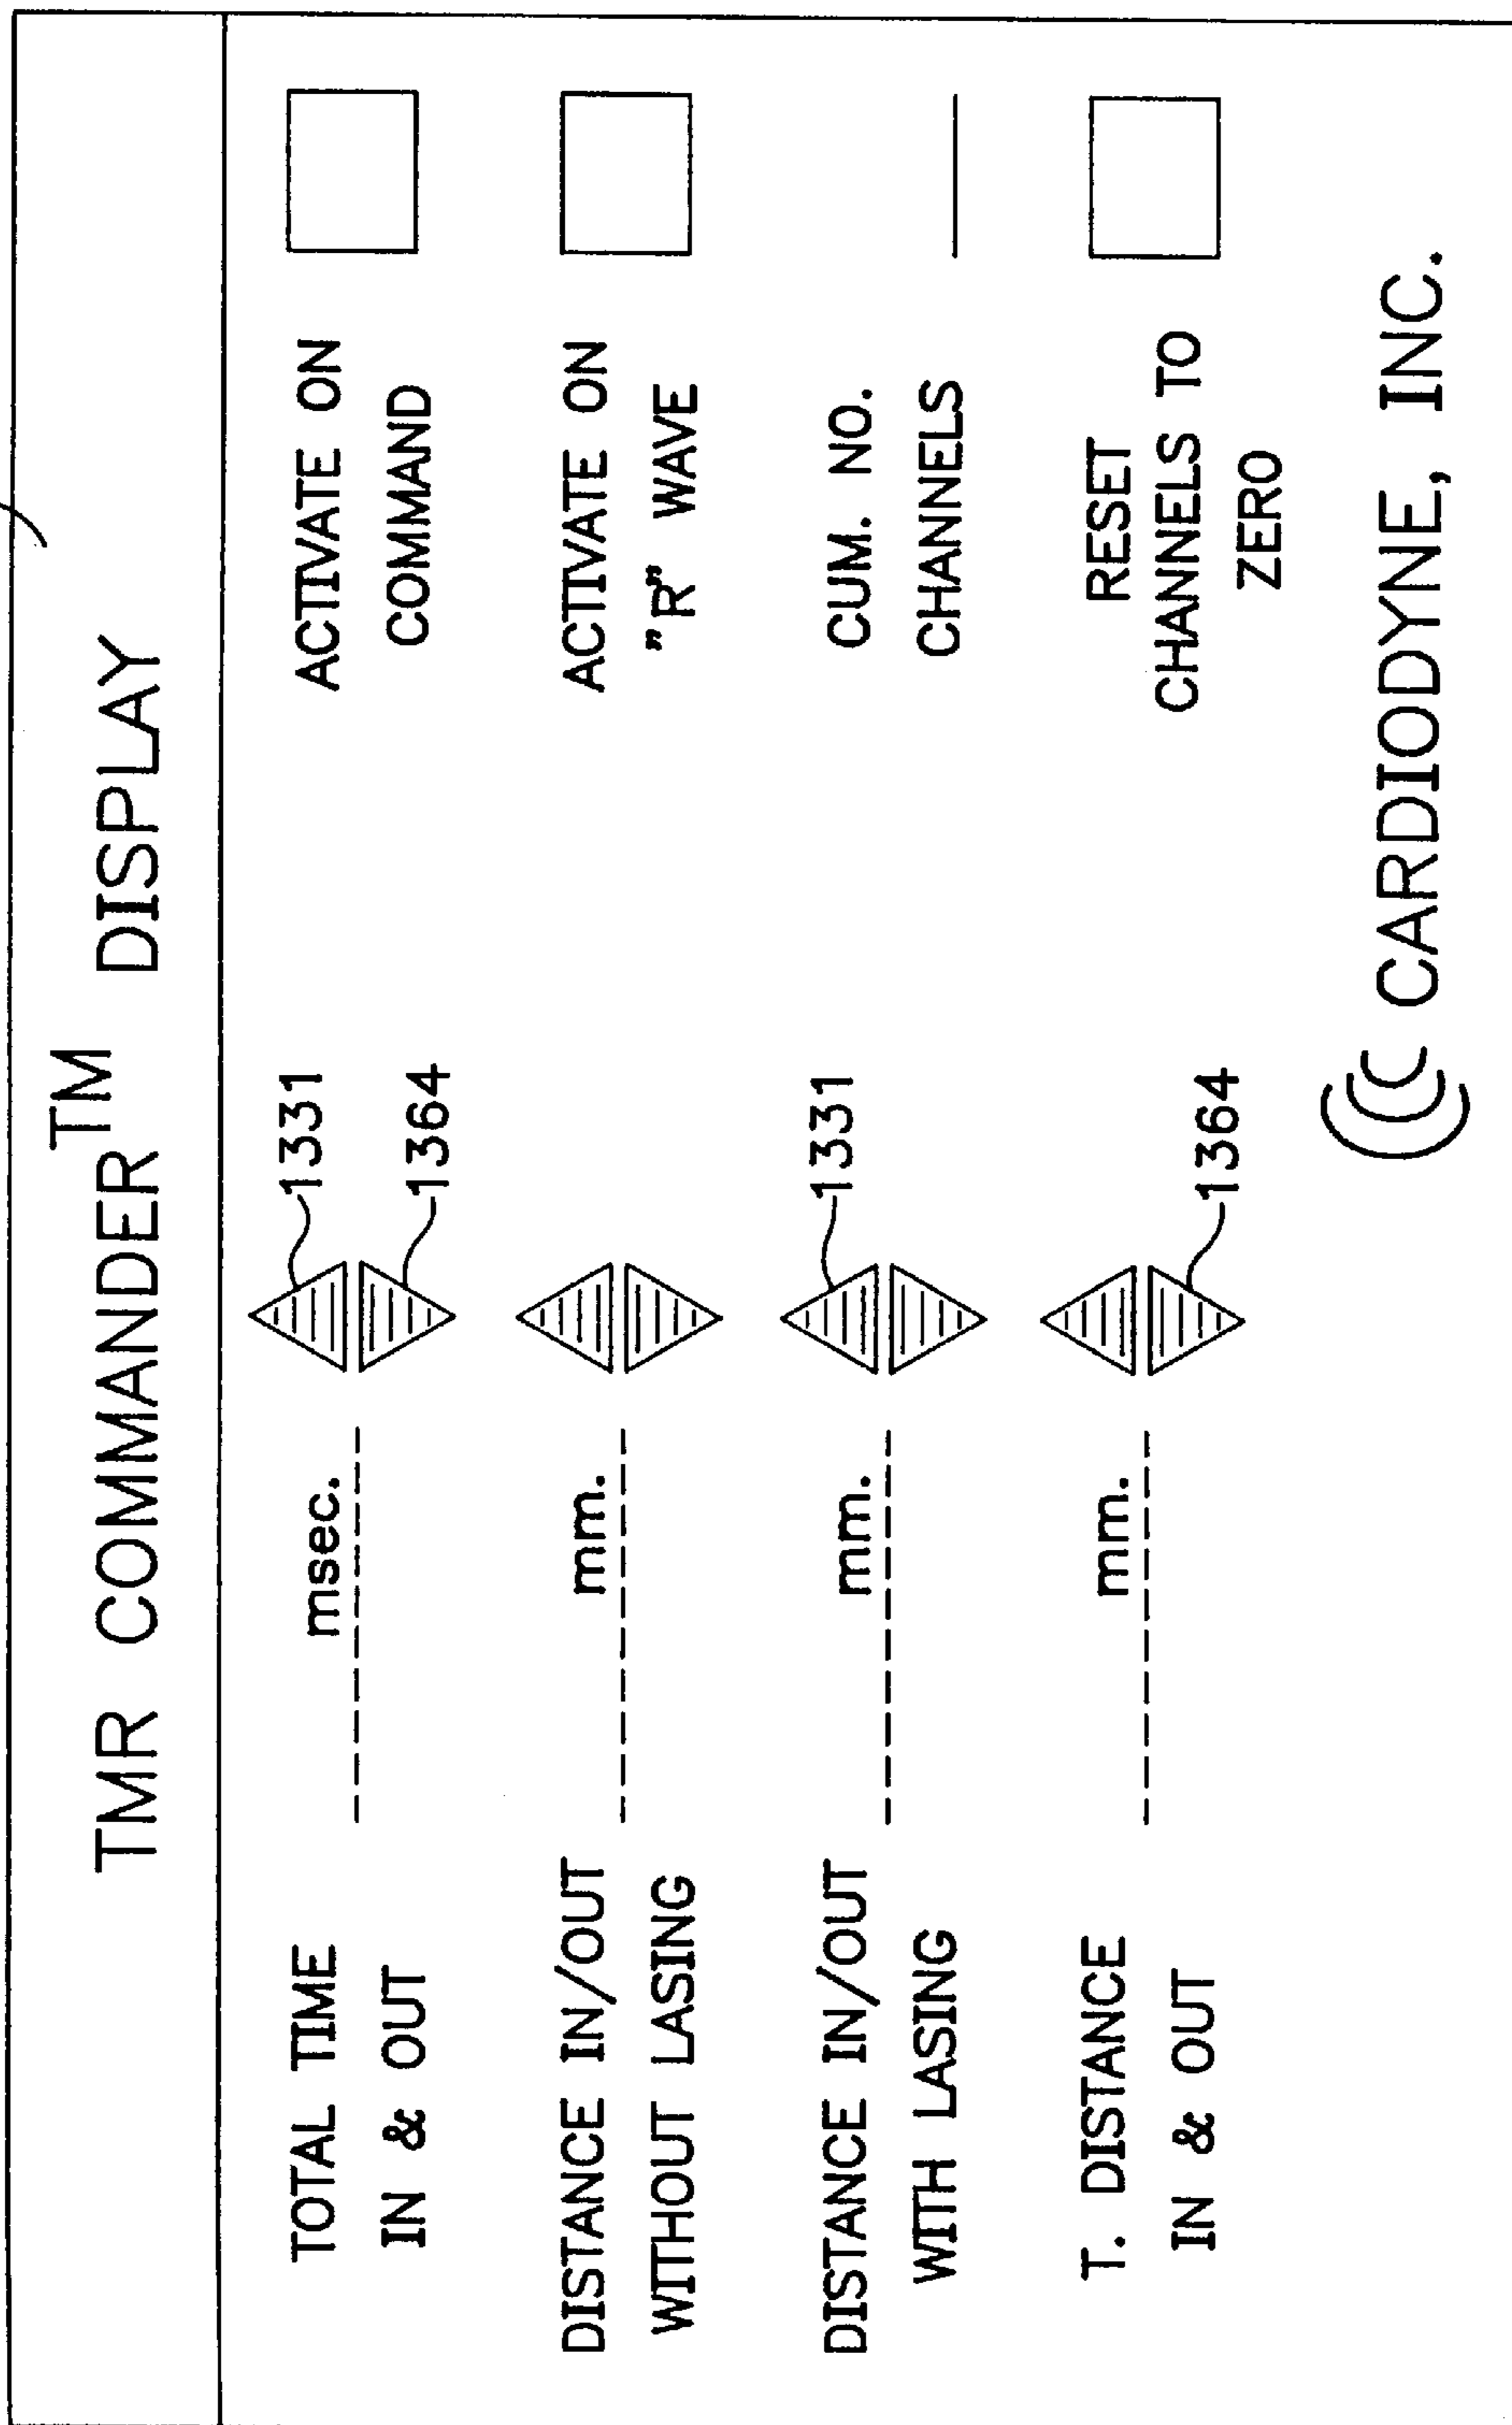 TMR COMMANDER TM DISPLAY
TOTAL TIME
IN & OUT
msec.
1331
1364
ACTIVATE ON
COMMAND
DISTANCE IN/OUT
WITHOUT LASING
mm.
ACTIVATE ON
"R" WAVE
DISTANCE IN/OUT
WITH LASING
mm.
1331
CUM. NO.
CHANNELS
T. DISTANCE
IN & OUT
mm.
1364
RESET
CHANNELS TO
ZERO
CARDIODYNE, INC.